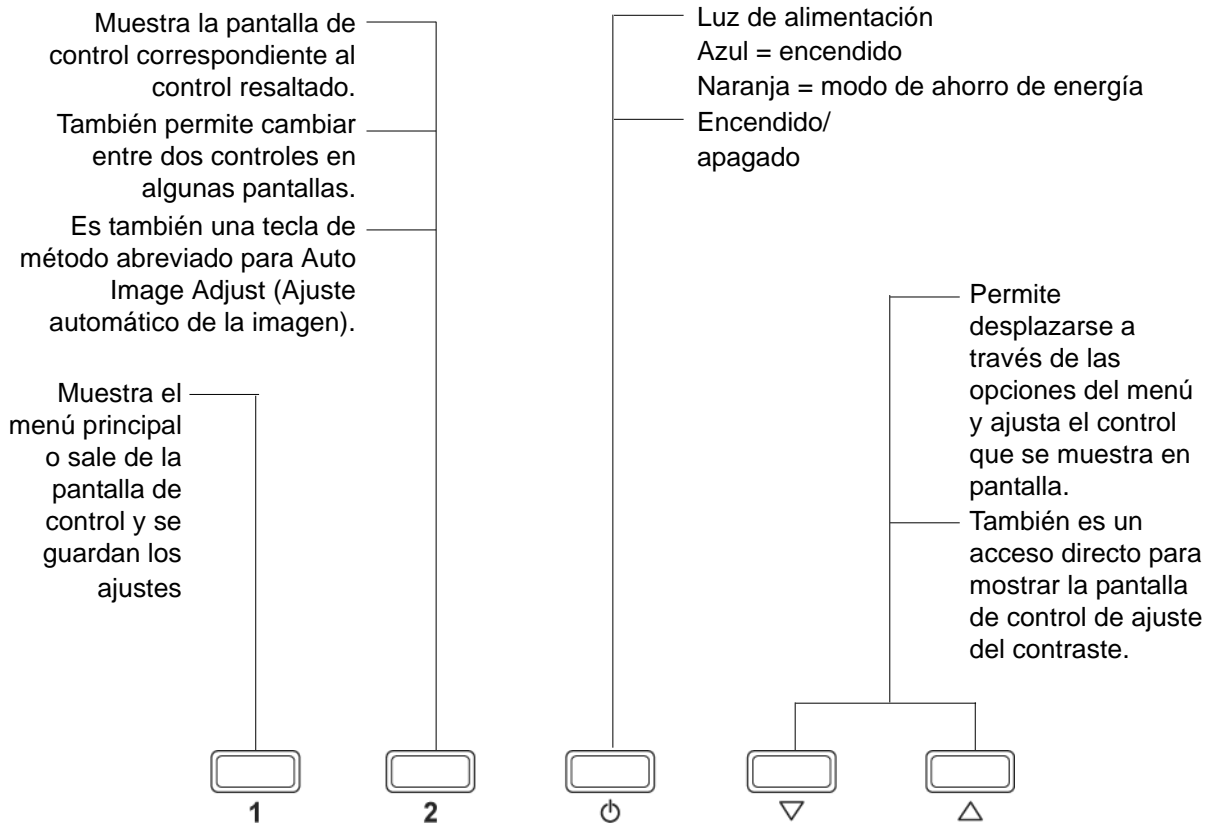 Muestra la pantalla de
control correspondiente al
control resaltado.
También permite cambiar
entre dos controles en
algunas pantallas.
Es también una tecla de
método abreviado para Auto
Image Adjust (Ajuste
automático de la imagen).
Muestra el
menú principal
o sale de la
pantalla de
control y se
guardan los
ajustes
Luz de alimentación
Azul = encendido
Naranja = modo de ahorro de energía
Encendido/
apagado
Permite
desplazarse a
través de las
opciones del menú
y ajusta el control
que se muestra en
pantalla.
También es un
acceso directo para
mostrar la pantalla
de control de ajuste
del contraste.
1
2